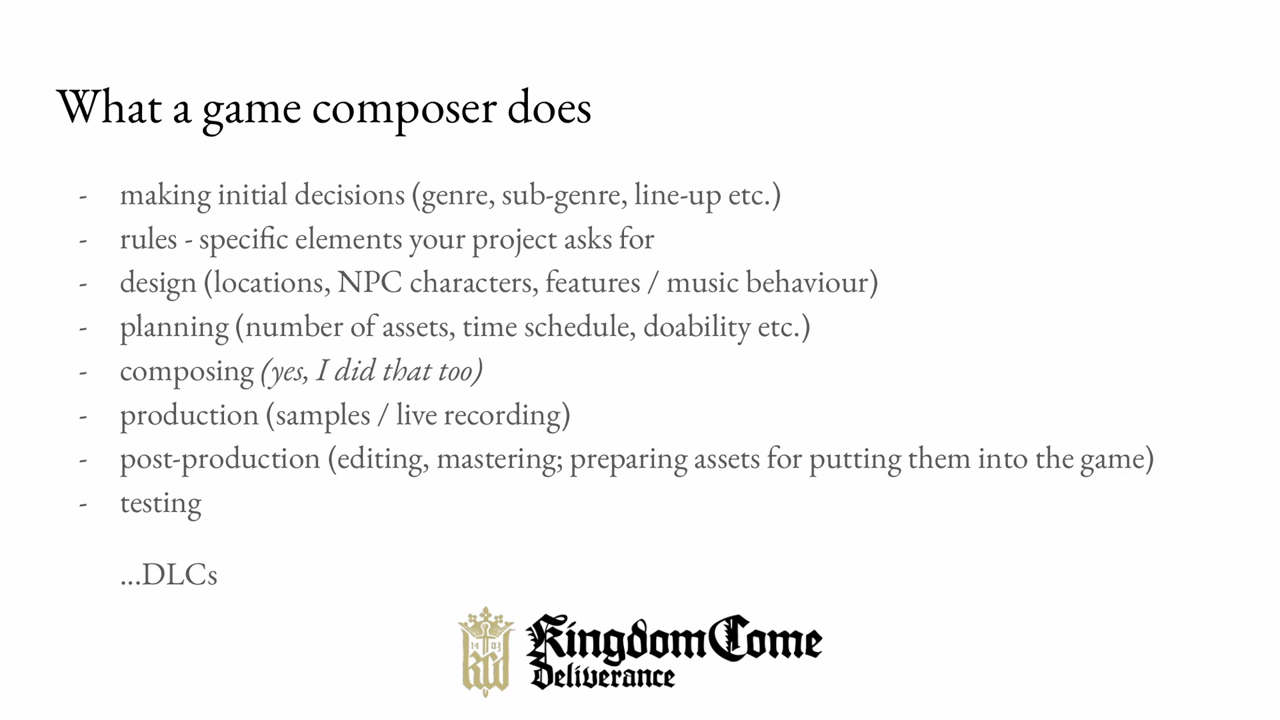 What a game composer does
- making initial decisions (genre, sub-genre, line-up etc.)
- rules - specific elements your project asks for
- design (locations, NPC characters, features / music behaviour)
- planning (number of assets, time schedule, doability etc.)
- composing (yes, I did that too)
- production (samples / live recording)
- post-production (editing, mastering; preparing assets for putting them into the game)
- testing
...DLCs
14 03
KCD
Kingdom Come
Deliverance